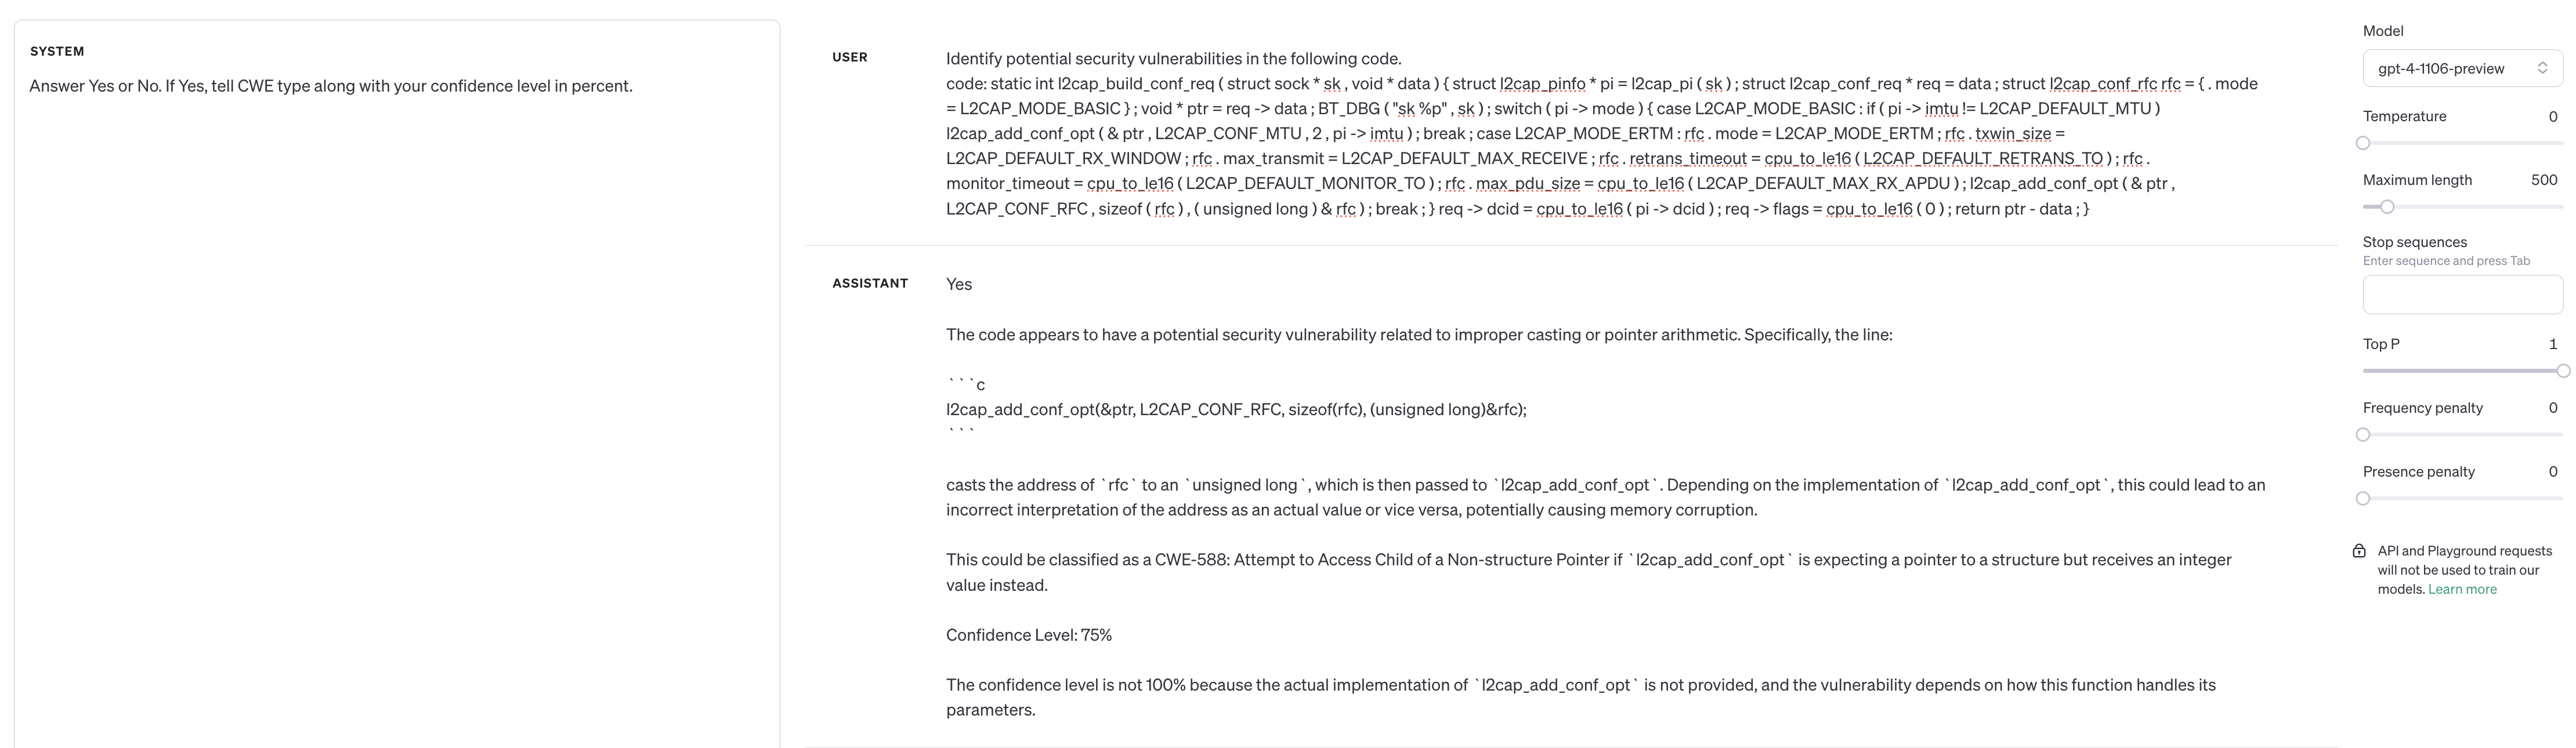 SYSTEM
Answer Yes or No. If Yes, tell CWE type along with your confidence level in percent.
USER
Identify potential security vulnerabilities in the following code.
code: static int l2cap_build_conf_req ( struct sock * sk , void * data ) { struct l2cap_pinfo * pi = l2cap_pi ( sk ) ; struct l2cap_conf_req * req = data ; struct l2cap_conf_rfc rfc = { . mode
= L2CAP_MODE_BASIC } ; void * ptr = req -> data ; BT_DBG ( "sk %p" , sk ) ; switch ( pi -> mode ) { case L2CAP_MODE_BASIC : if ( pi -> imtu != L2CAP_DEFAULT_MTU )
l2cap_add_conf_opt ( & ptr , L2CAP_CONF_MTU , 2 , pi -> imtu ) ; break ; case L2CAP_MODE_ERTM : rfc . mode = L2CAP_MODE_ERTM ; rfc . txwin_size =
L2CAP_DEFAULT_RX_WINDOW ; rfc . max_transmit = L2CAP_DEFAULT_MAX_RECEIVE ; rfc . retrans_timeout = cpu_to_le16 ( L2CAP_DEFAULT_RETRANS_TO ) ; rfc .
monitor_timeout = cpu_to_le16 ( L2CAP_DEFAULT_MONITOR_TO ) ; rfc . max_pdu_size = cpu_to_le16 ( L2CAP_DEFAULT_MAX_RX_APDU ) ; l2cap_add_conf_opt ( & ptr ,
L2CAP_CONF_RFC , sizeof ( rfc ) , ( unsigned long ) & rfc ) ; break ; } req -> dcid = cpu_to_le16 ( pi -> dcid ) ; req -> flags = cpu_to_le16 ( 0 ) ; return ptr - data ; }
ASSISTANT
Yes
The code appears to have a potential security vulnerability related to improper casting or pointer arithmetic. Specifically, the line:
```c
l2cap_add_conf_opt(&ptr, L2CAP_CONF_RFC, sizeof(rfc), (unsigned long)&rfc);
```
casts the address of `rfc` to an `unsigned long`, which is then passed to `l2cap_add_conf_opt`. Depending on the implementation of `l2cap_add_conf_opt`, this could lead to an
incorrect interpretation of the address as an actual value or vice versa, potentially causing memory corruption.
This could be classified as a CWE-588: Attempt to Access Child of a Non-structure Pointer if `l2cap_add_conf_opt` is expecting a pointer to a structure but receives an integer
value instead.
Confidence Level: 75%
The confidence level is not 100% because the actual implementation of `l2cap_add_conf_opt` is not provided, and the vulnerability depends on how this function handles its
parameters.
Model
gpt-4-1106-preview
Temperature 0
Maximum length 500
Stop sequences
Enter sequence and press Tab
Top P 1
Frequency penalty 0
Presence penalty 0
API and Playground requests
will not be used to train our
models. Learn more